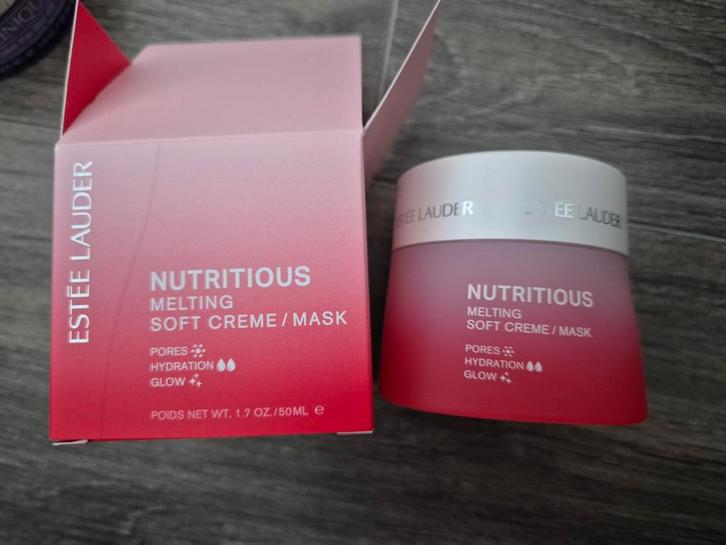 ESTĒE LAUDER
NUTRITIOUS
MELTING
SOFT CREME / MASK
PORES
HYDRATION
GLOW
POIDS NET WT. 1.7 OZ./50ML ℮
ESTĒE LAUDER
ESTĒE LAUDER
NUTRITIOUS
MELTING
SOFT CREME / MASK
PORES
HYDRATION
GLOW